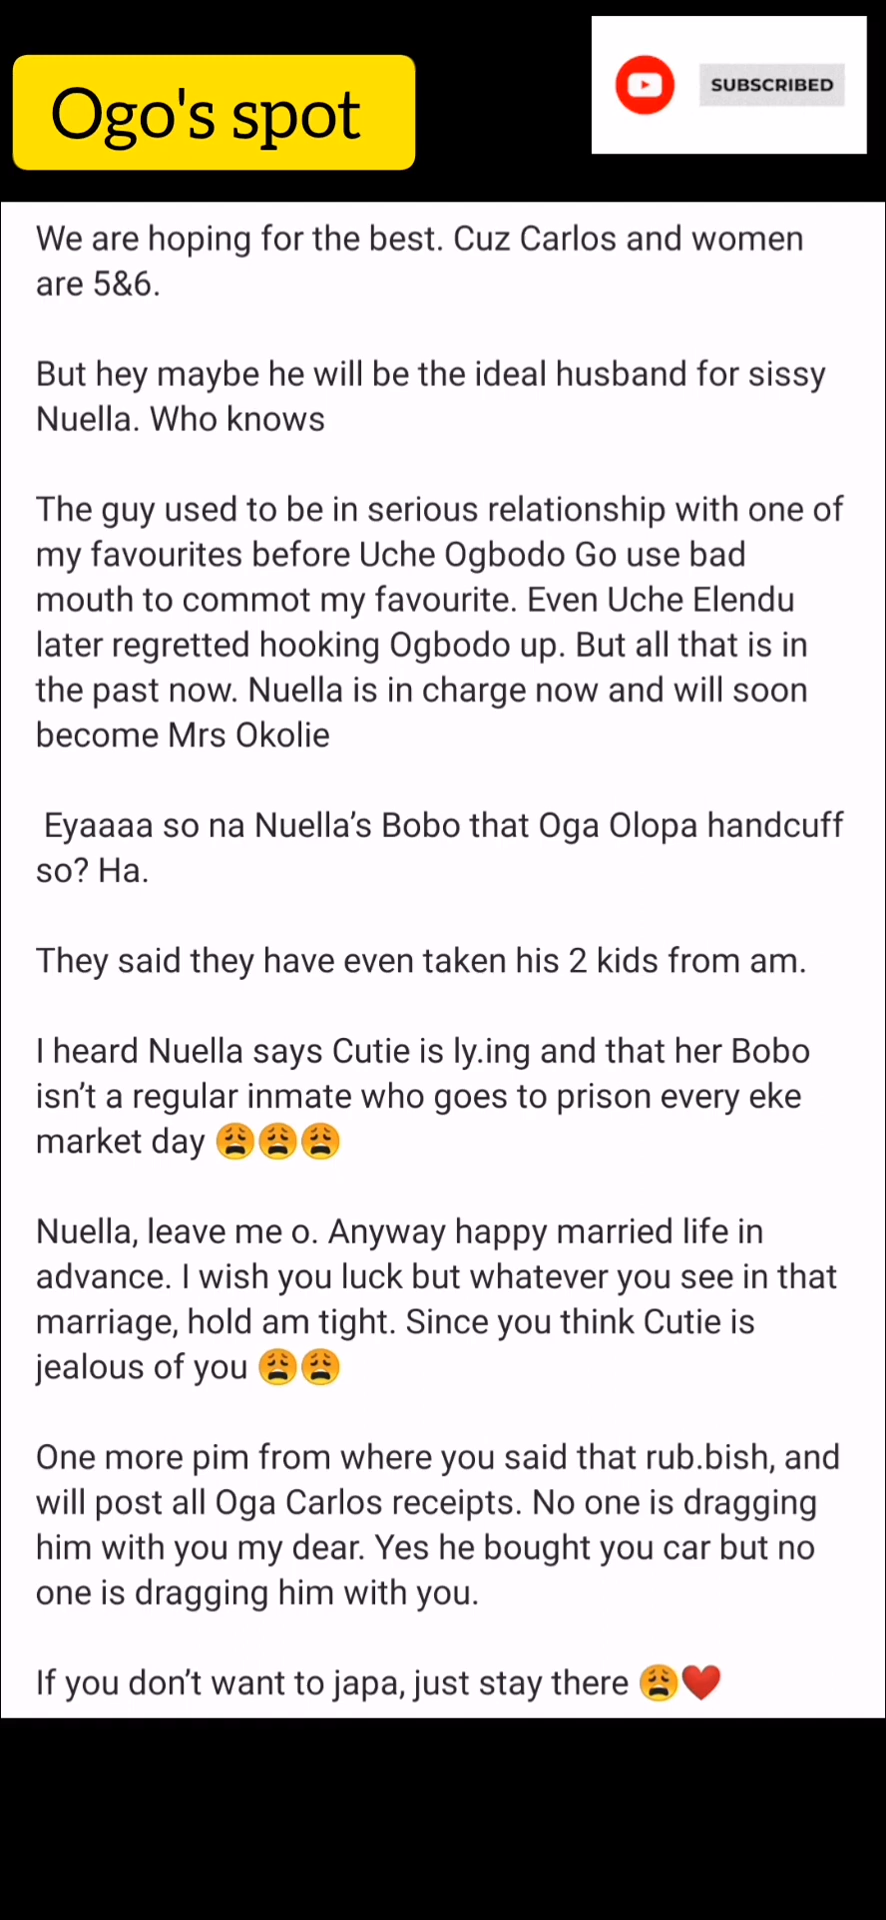 Ogo's spot
SUBSCRIBED
We are hoping for the best. Cuz Carlos and women
are 5&6.
But hey maybe he will be the ideal husband for sissy
Nuella. Who knows
The guy used to be in serious relationship with one of
my favourites before Uche Ogbodo Go use bad
mouth to commot my favourite. Even Uche Elendu
later regretted hooking Ogbodo up. But all that is in
the past now. Nuella is in charge now and will soon
become Mrs Okolie
Eyaaaa so na Nuella’s Bobo that Oga Olopa handcuff
so? Ha.
They said they have even taken his 2 kids from am.
I heard Nuella says Cutie is ly.ing and that her Bobo
isn’t a regular inmate who goes to prison every eke
market day 😩😩😩
Nuella, leave me o. Anyway happy married life in
advance. I wish you luck but whatever you see in that
marriage, hold am tight. Since you think Cutie is
jealous of you 😩😩
One more pim from where you said that rub.bish, and
will post all Oga Carlos receipts. No one is dragging
him with you my dear. Yes he bought you car but no
one is dragging him with you.
If you don’t want to japa, just stay there 😩❤️